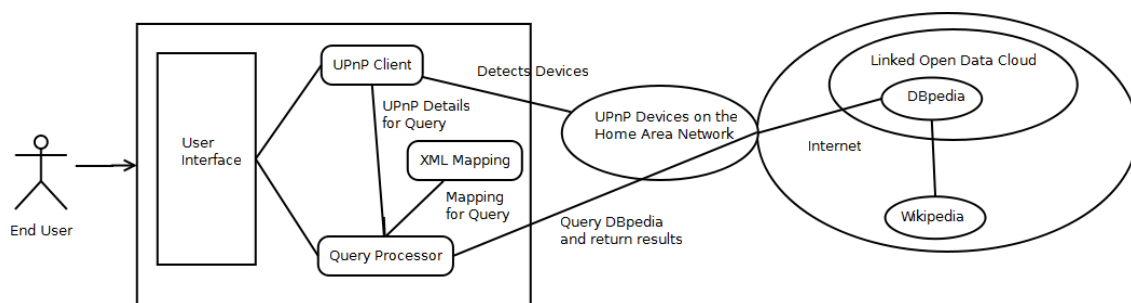 End User
User
Interface
UPnP Client
UPnP Details
for Query
XML Mapping
Mapping
for Query
Query Processor
Detects Devices
UPnP Devices on the
Home Area Network
Query DBpedia
and return results
Linked Open Data Cloud
DBpedia
Internet
Wikipedia